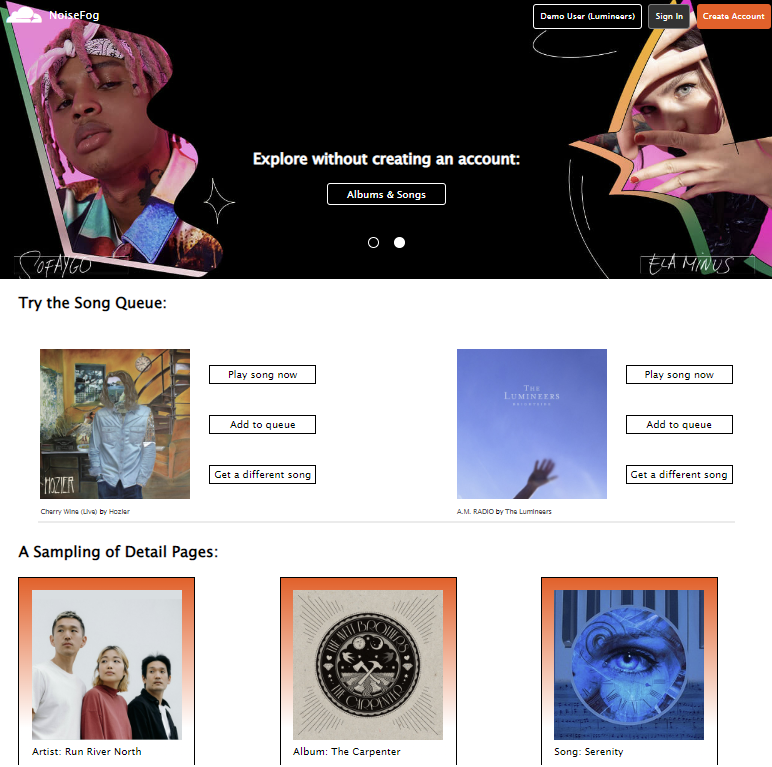 NoiseFog
Demo User (Lumineers)
Sign In
Create Account
Explore without creating an account:
Albums & Songs
SOFAYGO
ELA MINUS
Try the Song Queue:
HOZIER
Play song now
Add to queue
Get a different song
Cherry Wine (Live) by Hozier
THE
LUMINEERS
BRIGHTSIDE
Play song now
Add to queue
Get a different song
A.M. RADIO by The Lumineers
A Sampling of Detail Pages:
THE AVETT BROTHERS
THE CARPENTER
Artist: Run River North
Album: The Carpenter
Song: Serenity